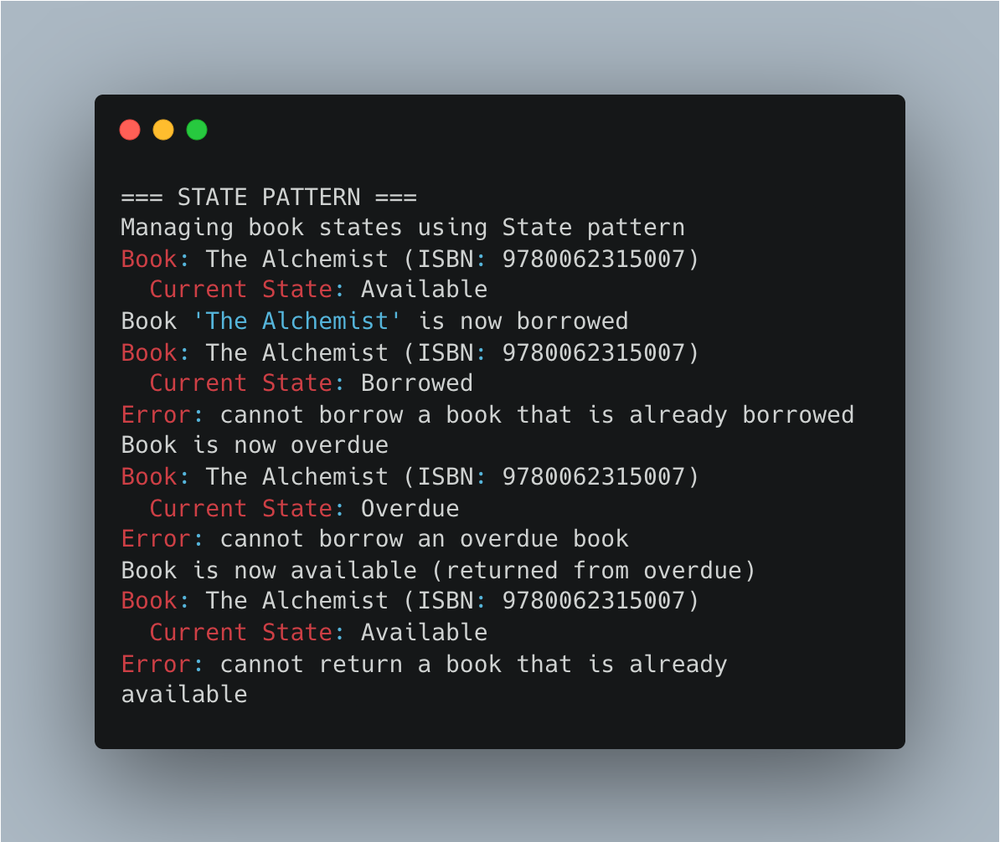 === STATE PATTERN ===
Managing book states using State pattern
Book: The Alchemist (ISBN: 9780062315007)
  Current State: Available
Book 'The Alchemist' is now borrowed
Book: The Alchemist (ISBN: 9780062315007)
  Current State: Borrowed
Error: cannot borrow a book that is already borrowed
Book is now overdue
Book: The Alchemist (ISBN: 9780062315007)
  Current State: Overdue
Error: cannot borrow an overdue book
Book is now available (returned from overdue)
Book: The Alchemist (ISBN: 9780062315007)
  Current State: Available
Error: cannot return a book that is already
available